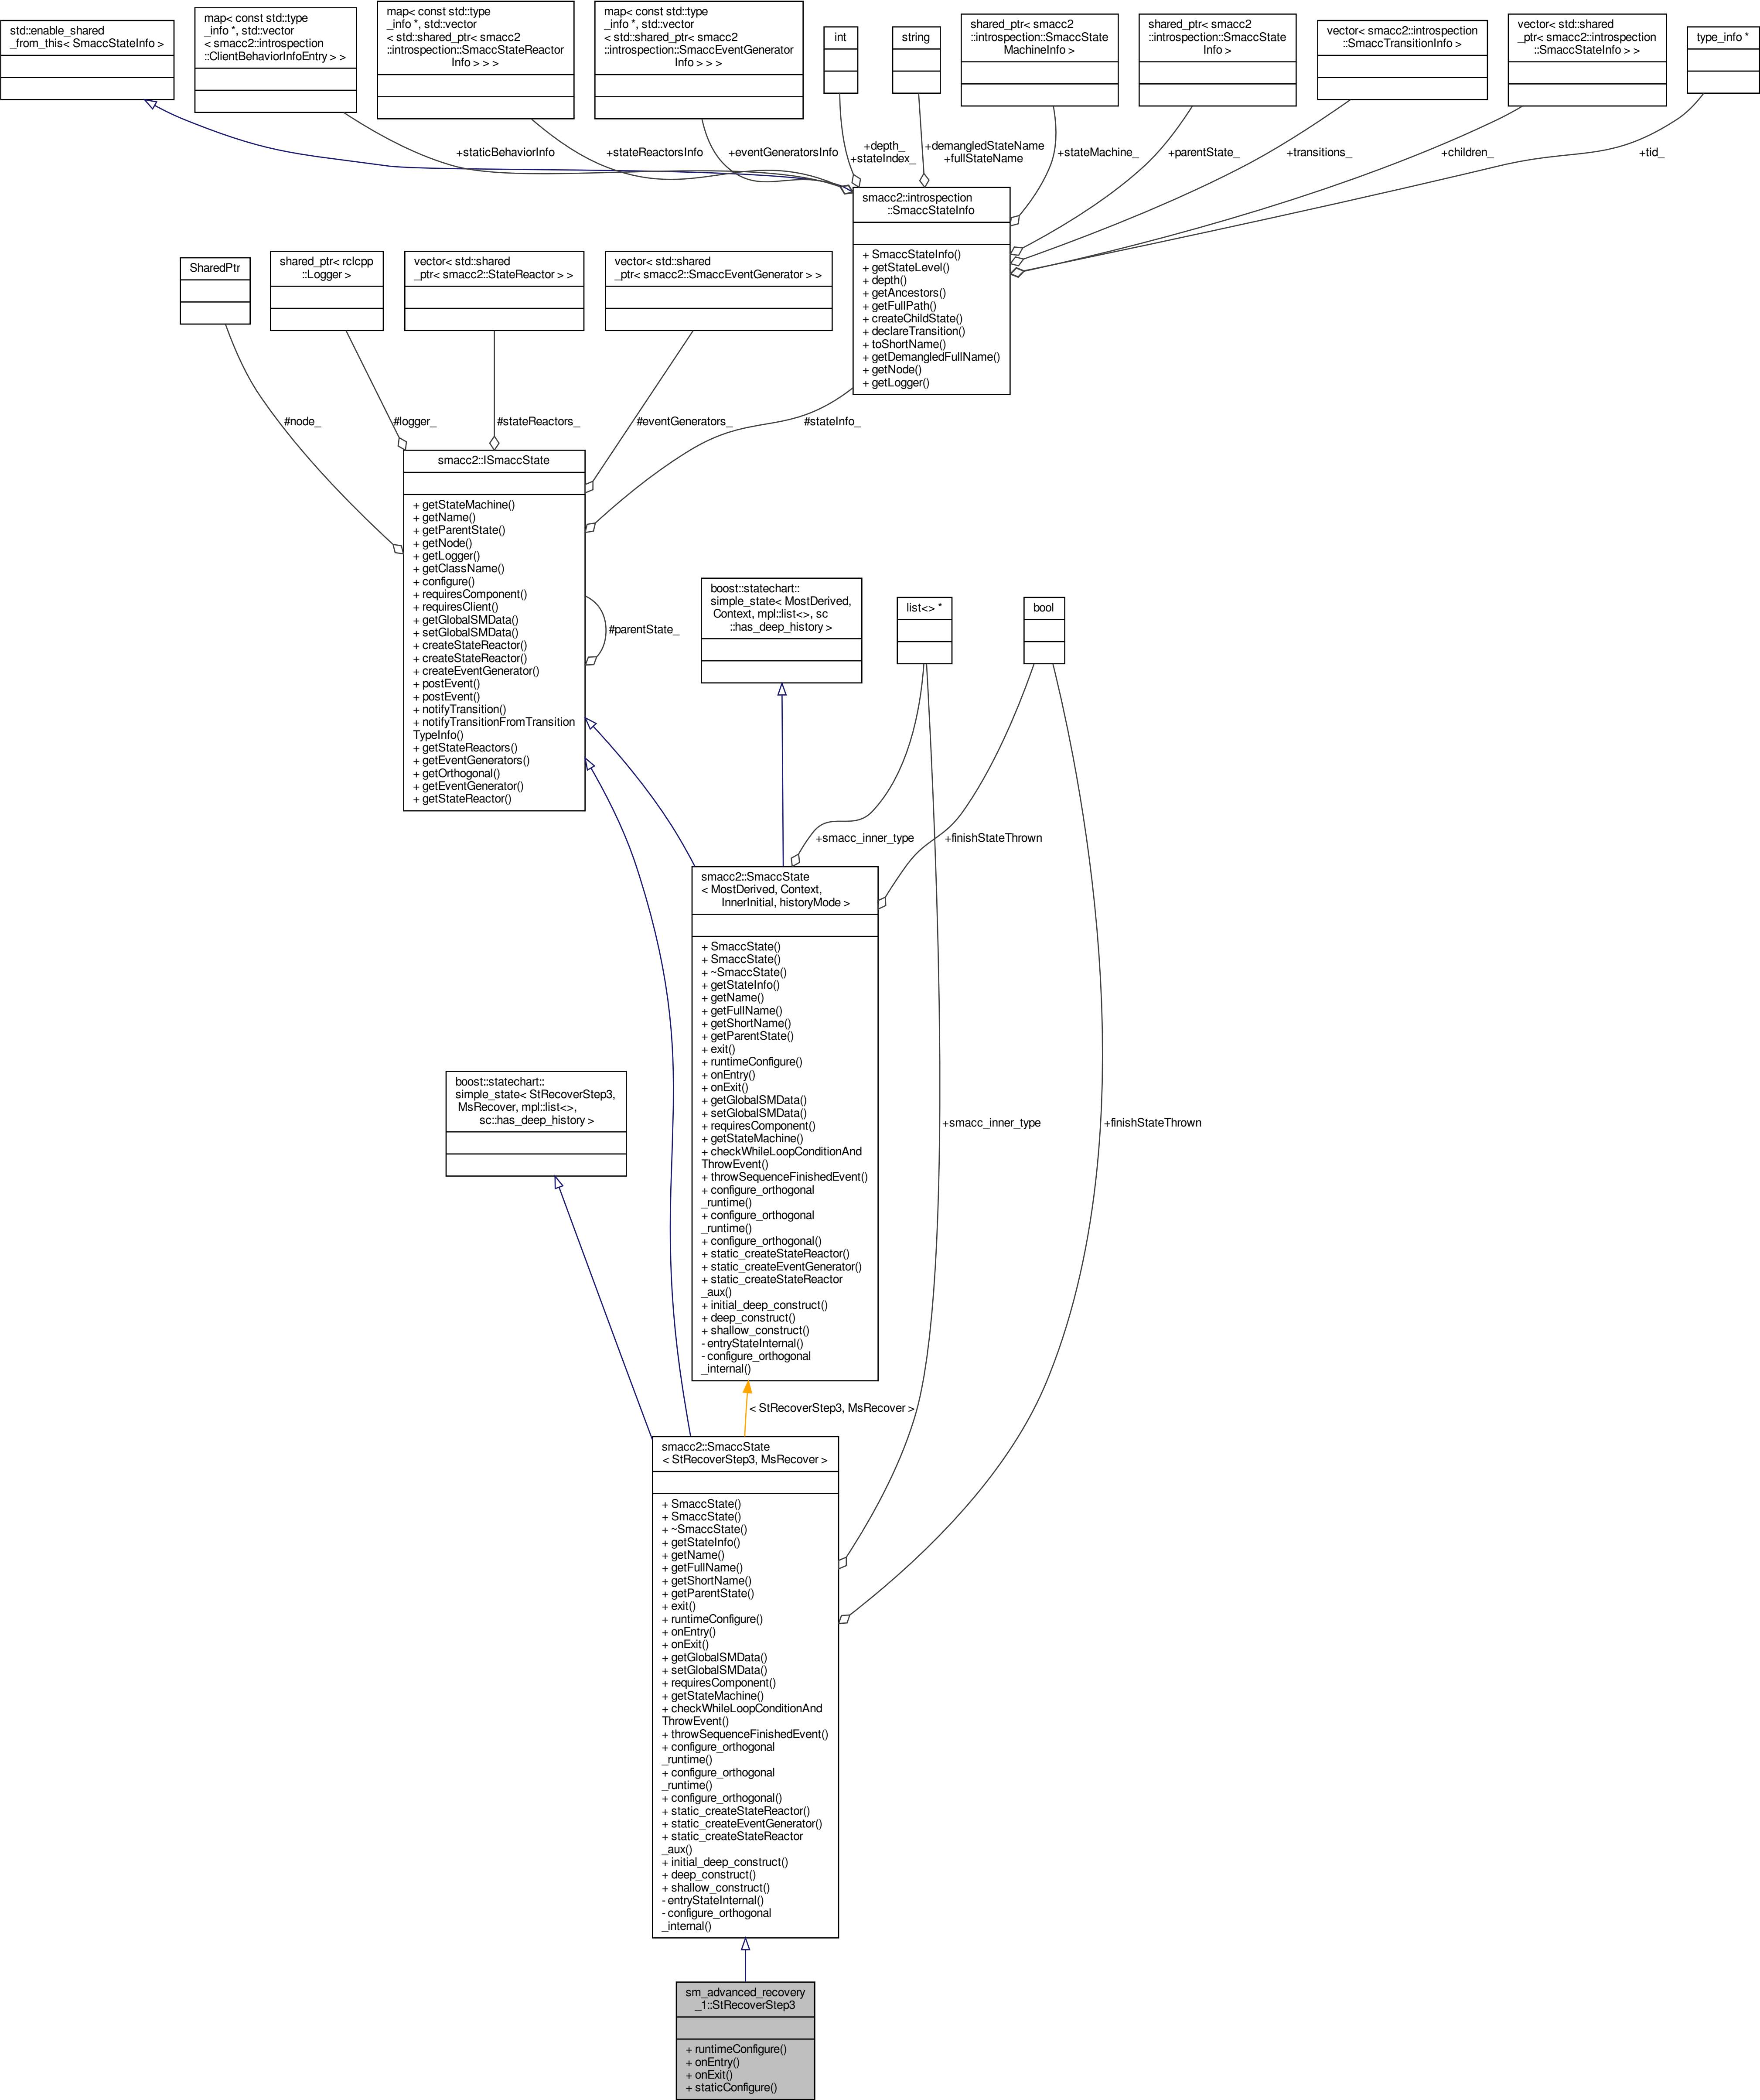 std::enable_shared
_from_this< SmaccStateInfo >
map< const std::type
_info *, std::vector
< smacc2::introspection
::ClientBehaviorInfoEntry > >
map< const std::type
_info *, std::vector
< std::shared_ptr< smacc2
::introspection::SmaccStateReactor
Info > > >
map< const std::type
_info *, std::vector
< std::shared_ptr< smacc2
::introspection::SmaccEventGenerator
Info > > >
int
string
shared_ptr< smacc2
::introspection::SmaccState
MachineInfo >
shared_ptr< smacc2
::introspection::SmaccState
Info >
vector< smacc2::introspection
::SmaccTransitionInfo >
vector< std::shared
_ptr< smacc2::introspection
::SmaccStateInfo > >
type_info *
+staticBehaviorInfo
+stateReactorsInfo
+eventGeneratorsInfo
+depth_
+stateIndex_
+demangledStateName
+fullStateName
+stateMachine_
+parentState_
+transitions_
+children_
+tid_
smacc2::introspection
::SmaccStateInfo
+ SmaccStateInfo()
+ getStateLevel()
+ depth()
+ getAncestors()
+ getFullPath()
+ createChildState()
+ declareTransition()
+ toShortName()
+ getDemangledFullName()
+ getNode()
+ getLogger()
SharedPtr
shared_ptr< rclcpp
::Logger >
vector< std::shared
_ptr< smacc2::StateReactor > >
vector< std::shared
_ptr< smacc2::SmaccEventGenerator > >
#node_
#logger_
#stateReactors_
#eventGenerators_
#stateInfo_
smacc2::ISmaccState
+ getStateMachine()
+ getName()
+ getParentState()
+ getNode()
+ getLogger()
+ getClassName()
+ configure()
+ requiresComponent()
+ requiresClient()
+ getGlobalSMData()
+ setGlobalSMData()
+ createStateReactor()
+ createStateReactor()
+ createEventGenerator()
+ postEvent()
+ postEvent()
+ notifyTransition()
+ notifyTransitionFromTransition
TypeInfo()
+ getStateReactors()
+ getEventGenerators()
+ getOrthogonal()
+ getEventGenerator()
+ getStateReactor()
#parentState_
boost::statechart::
simple_state< MostDerived,
Context, mpl::list<>, sc
::has_deep_history >
list<> *
bool
+smacc_inner_type
+finishStateThrown
smacc2::SmaccState
< MostDerived, Context,
InnerInitial, historyMode >
+ SmaccState()
+ SmaccState()
+ ~SmaccState()
+ getStateInfo()
+ getName()
+ getFullName()
+ getShortName()
+ getParentState()
+ exit()
+ runtimeConfigure()
+ onEntry()
+ onExit()
+ getGlobalSMData()
+ setGlobalSMData()
+ requiresComponent()
+ getStateMachine()
+ checkWhileLoopConditionAnd
ThrowEvent()
+ throwSequenceFinishedEvent()
+ configure_orthogonal
_runtime()
+ configure_orthogonal
_runtime()
+ configure_orthogonal()
+ static_createStateReactor()
+ static_createEventGenerator()
+ static_createStateReactor
_aux()
+ initial_deep_construct()
+ deep_construct()
+ shallow_construct()
- entryStateInternal()
- configure_orthogonal
_internal()
boost::statechart::
simple_state< StRecoverStep3,
MsRecover, mpl::list<>,
sc::has_deep_history >
+smacc_inner_type
+finishStateThrown
< StRecoverStep3, MsRecover >
smacc2::SmaccState
< StRecoverStep3, MsRecover >
+ SmaccState()
+ SmaccState()
+ ~SmaccState()
+ getStateInfo()
+ getName()
+ getFullName()
+ getShortName()
+ getParentState()
+ exit()
+ runtimeConfigure()
+ onEntry()
+ onExit()
+ getGlobalSMData()
+ setGlobalSMData()
+ requiresComponent()
+ getStateMachine()
+ checkWhileLoopConditionAnd
ThrowEvent()
+ throwSequenceFinishedEvent()
+ configure_orthogonal
_runtime()
+ configure_orthogonal
_runtime()
+ configure_orthogonal()
+ static_createStateReactor()
+ static_createEventGenerator()
+ static_createStateReactor
_aux()
+ initial_deep_construct()
+ deep_construct()
+ shallow_construct()
- entryStateInternal()
- configure_orthogonal
_internal()
sm_advanced_recovery
_1::StRecoverStep3
+ runtimeConfigure()
+ onEntry()
+ onExit()
+ staticConfigure()